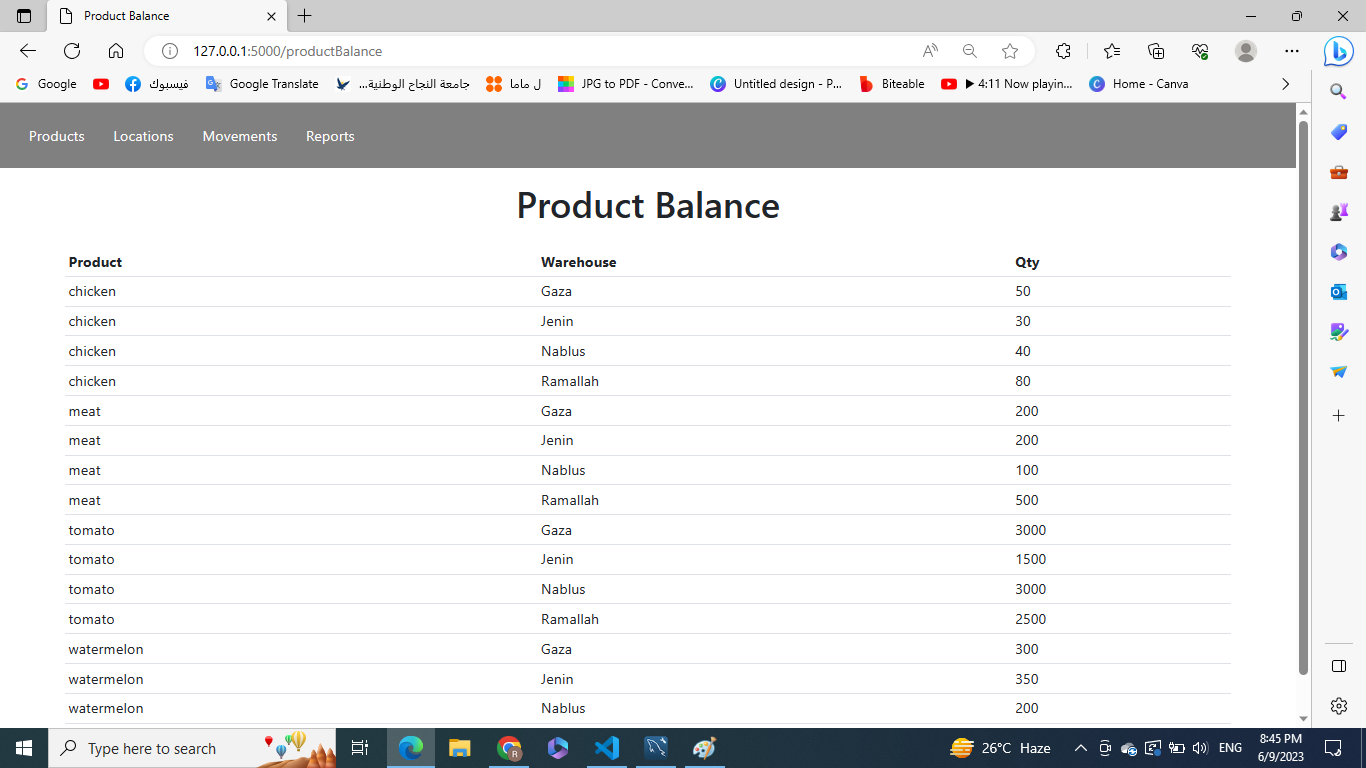 Product Balance
127.0.0.1:5000/productBalance
Google فيسبوك Google Translate جامعة النجاح الوطنية... ل ماما JPG to PDF - Conve... Untitled design - P... Biteable ▶ 4:11 Now playin... Home - Canva
Products Locations Movements Reports
Product Balance
Product Warehouse Qty
chicken Gaza 50
chicken Jenin 30
chicken Nablus 40
chicken Ramallah 80
meat Gaza 200
meat Jenin 200
meat Nablus 100
meat Ramallah 500
tomato Gaza 3000
tomato Jenin 1500
tomato Nablus 3000
tomato Ramallah 2500
watermelon Gaza 300
watermelon Jenin 350
watermelon Nablus 200
Type here to search 26°C Haze ENG 8:45 PM
6/9/2023